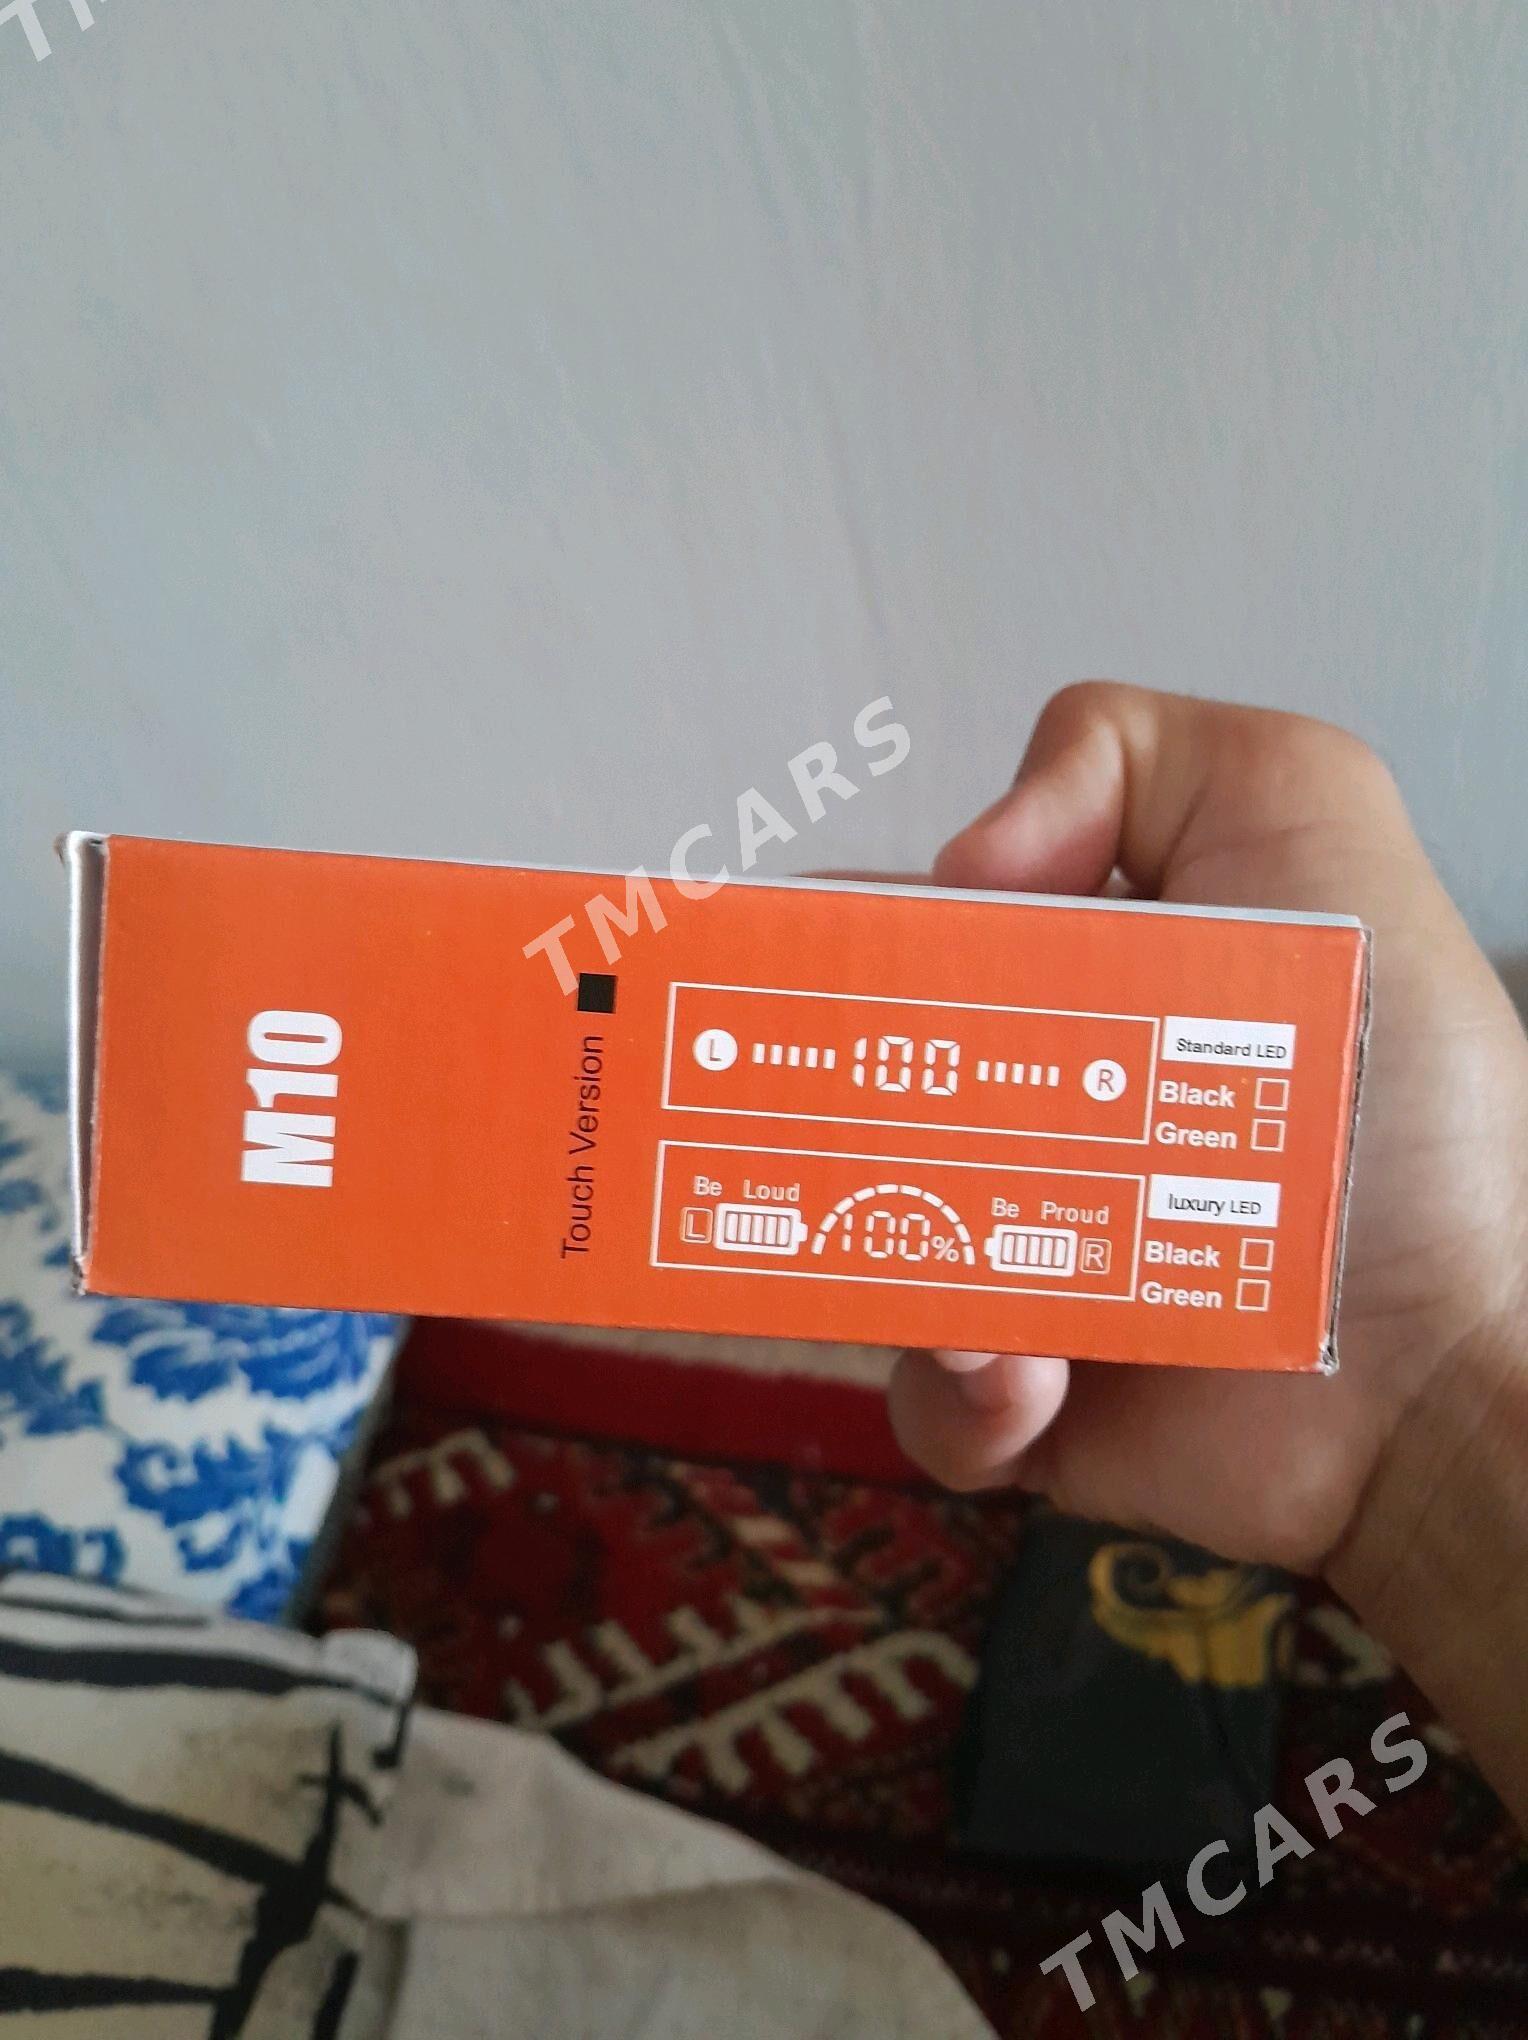 M10
Touch Version
L 100 R
Standard LED
Black
Green
Be Loud
Be Proud
L 100% R
luxury LED
Black
Green
TMCARS
TMCARS